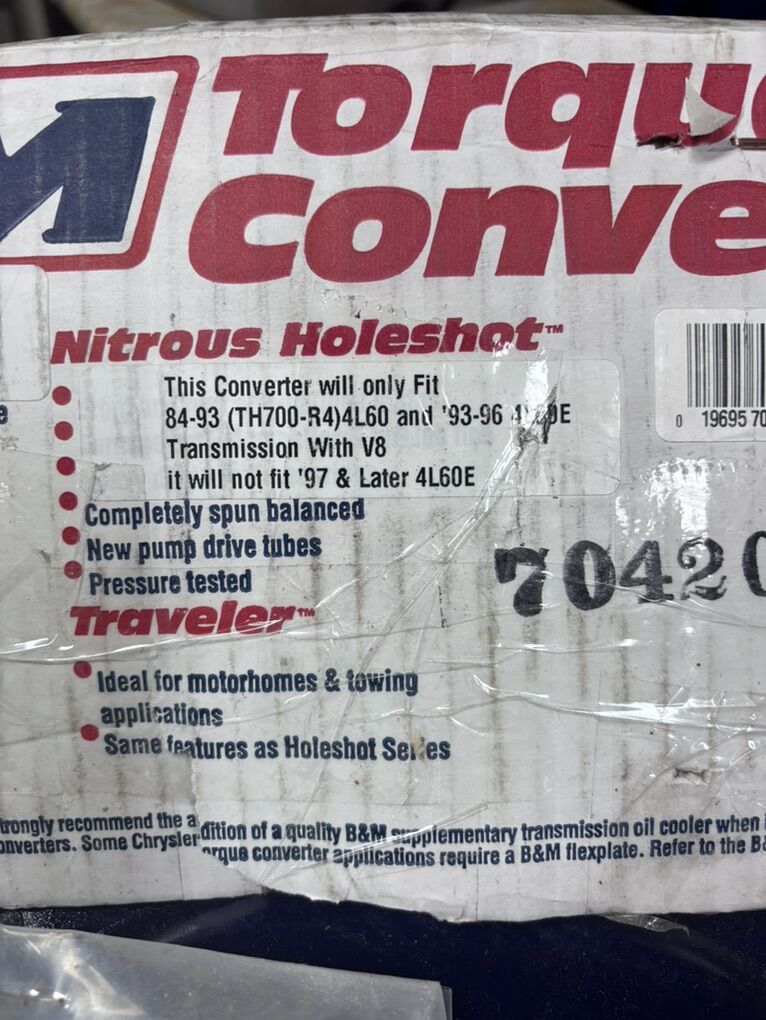 M Torqu
Conve
Nitrous Holeshot™
This Converter will only Fit
84-93 (TH700-R4)4L60 and '93-96
Transmission With V8
it will not fit '97 & Later 4L60E
0 19695 70
Completely spun balanced
New pump drive tubes
Pressure tested
70420
Traveler™
Ideal for motorhomes & towing
applications
Same features as Holeshot Series
trongly recommend the a dition of a quality B&M supplementary transmission oil cooler when
onverters. Some Chrysler orque converter applications require a B&M flexplate. Refer to the B&